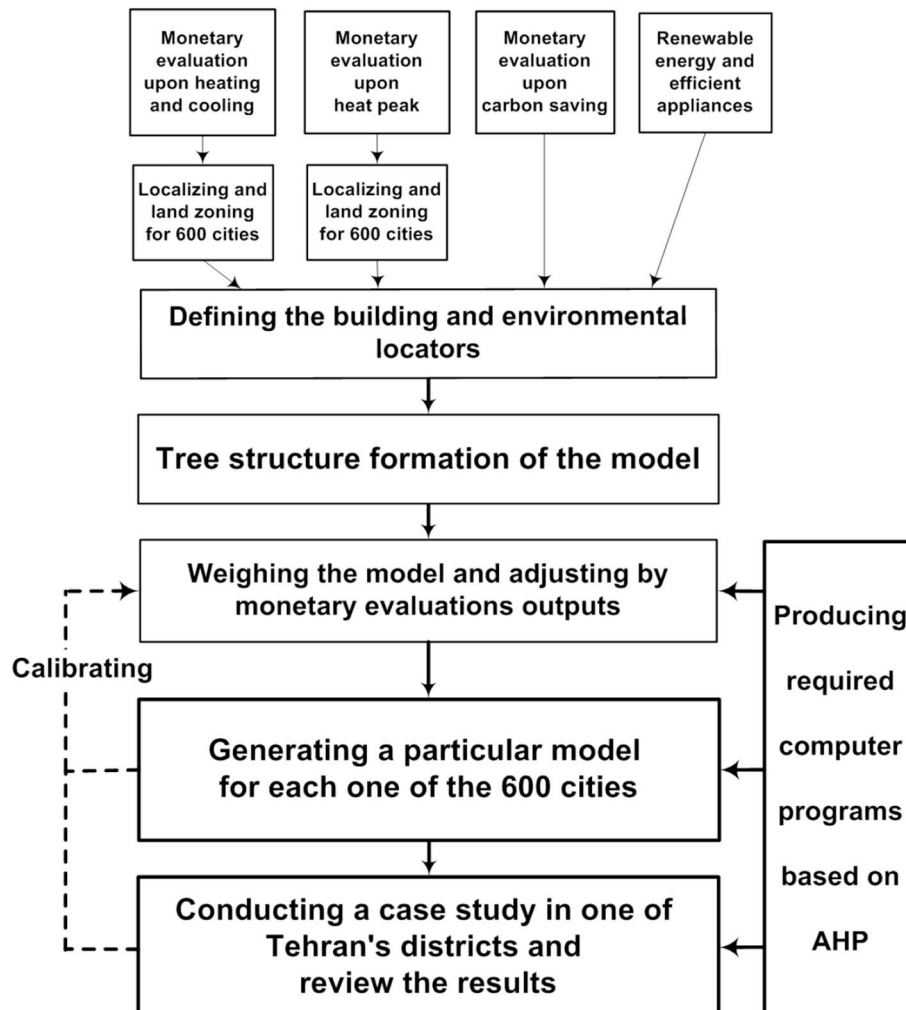 Monetary
evaluation
upon heating
and cooling
Monetary
evaluation
upon
heat peak
Monetary
evaluation
upon
carbon saving
Renewable
energy and
efficient
appliances
Localizing and
land zoning
for 600 cities
Localizing and
land zoning
for 600 cities
Defining the building and environmental
locators
Tree structure formation of the model
Weighing the model and adjusting by
monetary evaluations outputs
Calibrating
Generating a particular model
for each one of the 600 cities
Conducting a case study in one of
Tehran's districts and
review the results
Producing
required
computer
programs
based on
AHP